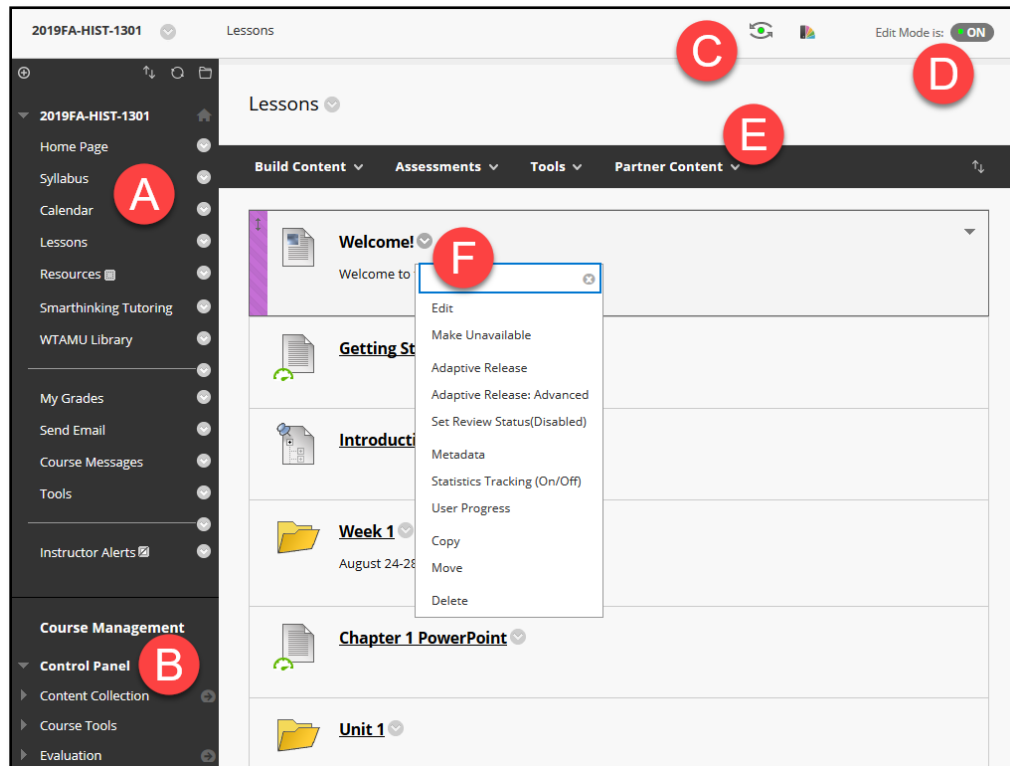 2019FA-HIST-1301
Lessons
C
Edit Mode is: ON
D
2019FA-HIST-1301
Home Page
Syllabus
A
Calendar
Lessons
Resources
Smarthinking Tutoring
WTAMU Library
My Grades
Send Email
Course Messages
Tools
Instructor Alerts
Course Management
Control Panel
B
Content Collection
Course Tools
Evaluation
Lessons
E
Build Content Assessments Tools Partner Content
Welcome!
F
Welcome to
Edit
Make Unavailable
Adaptive Release
Adaptive Release: Advanced
Set Review Status(Disabled)
Metadata
Statistics Tracking (On/Off)
User Progress
Copy
Move
Delete
Getting St
Introducti
Week 1
August 24-28
Chapter 1 PowerPoint
Unit 1